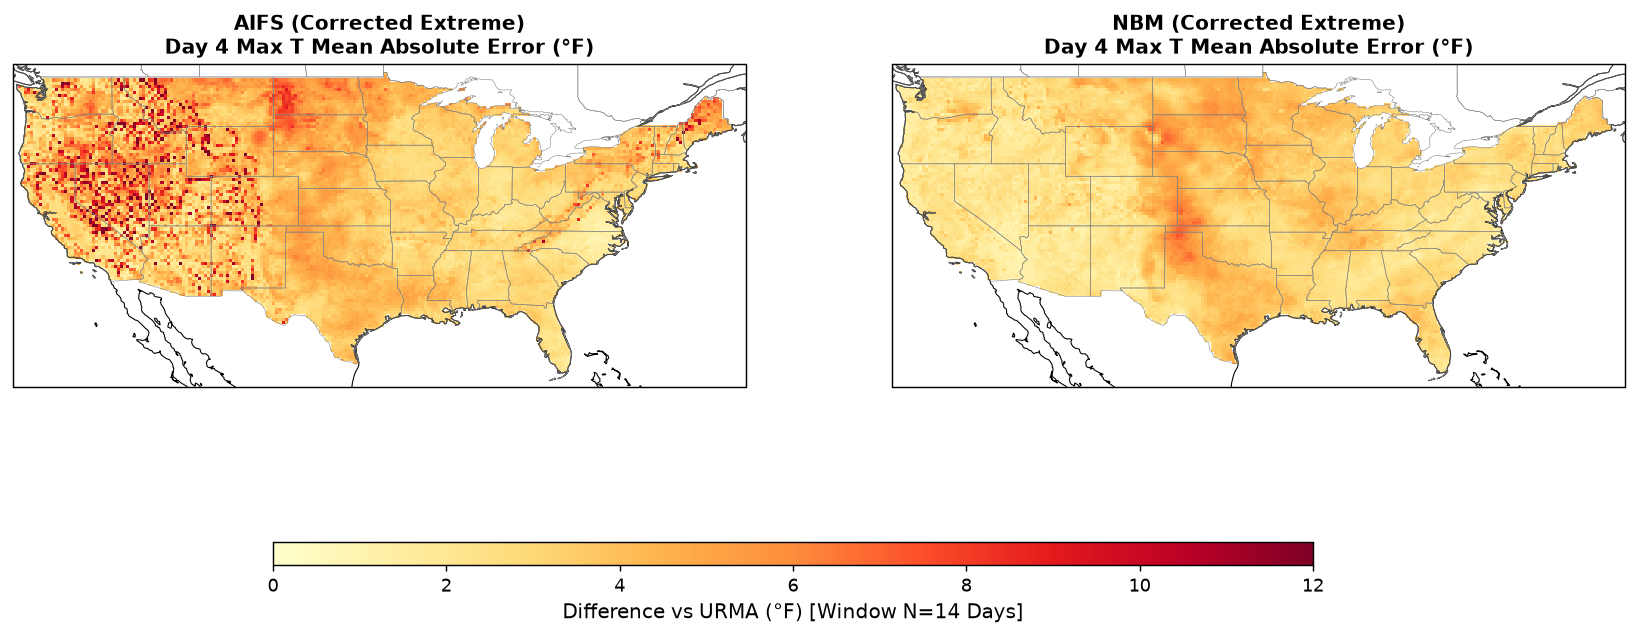 AIFS (Corrected Extreme)
Day 4 Max T Mean Absolute Error (°F)
NBM (Corrected Extreme)
Day 4 Max T Mean Absolute Error (°F)
0 2 4 6 8 10 12
Difference vs URMA (°F) [Window N=14 Days]